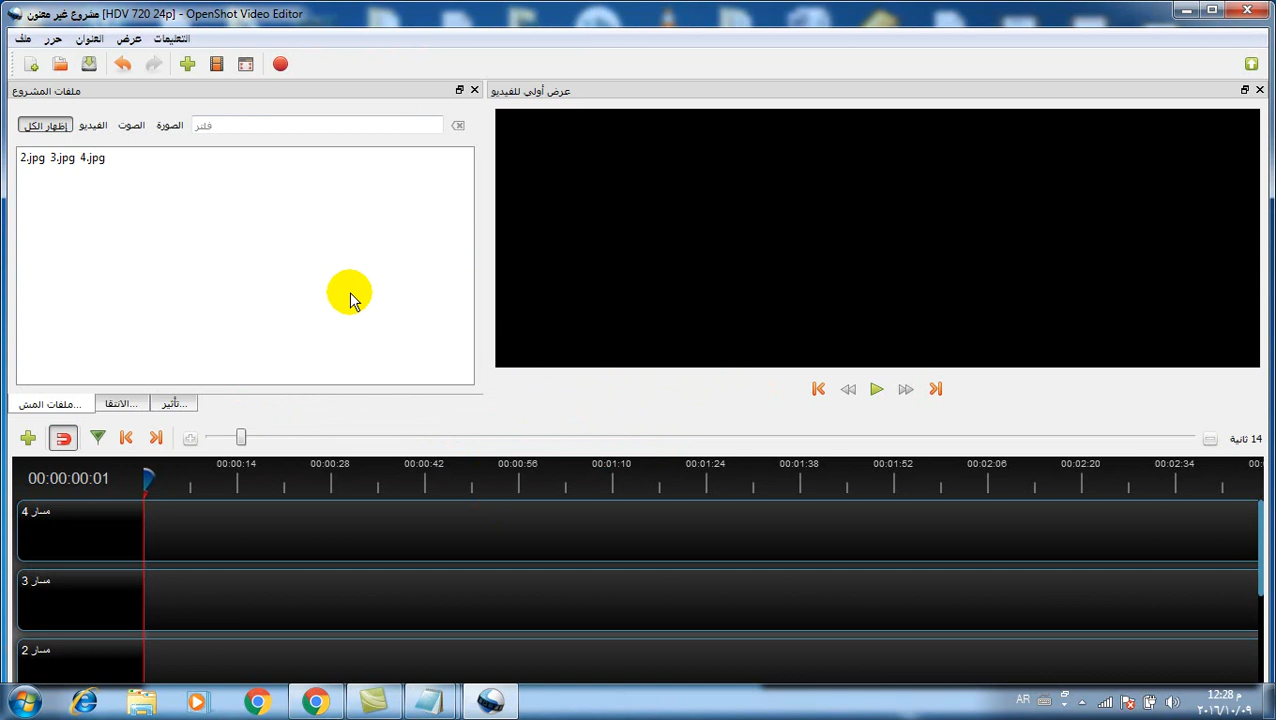 مشروع غير معنون [HDV 720 24p] - OpenShot Video Editor
ملف حرر العنوان عرض التعليمات
ملفات المشروع
عرض أولي للفيديو
إظهار الكل الفيديو الصوت الصورة فلتر
2.jpg 3.jpg 4.jpg
ملفات المش... الانتقا... تأثير...
14 ثانية
00:00:00:01
00:00:14 00:00:28 00:00:42 00:00:56 00:01:10 00:01:24 00:01:38 00:01:52 00:02:06 00:02:20 00:02:34 00:
مسار 4
مسار 3
مسار 2
AR
12:28 م
٢٠١٦/١٠/٠٩